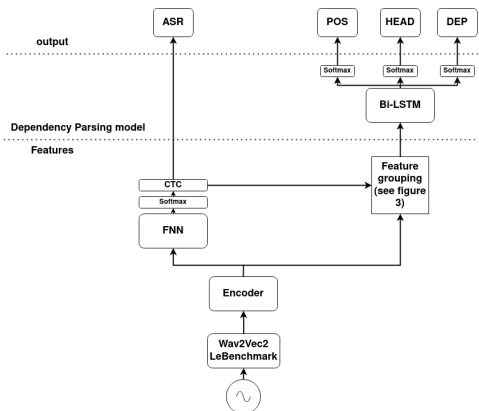 ASR
POS
HEAD
DEP
output
Softmax
Softmax
Softmax
Bi-LSTM
Dependency Parsing model
Features
CTC
Softmax
FNN
Feature
grouping
(see figure
3)
Encoder
Wav2Vec2
LeBenchmark